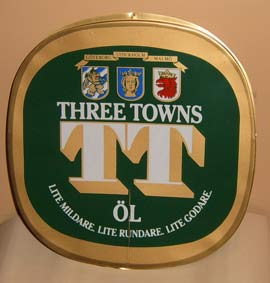 GÖTEBORG STOCKHOLM MALMÖ
THREE TOWNS
TT
ÖL
LITE MILDARE. LITE RUNDARE. LITE GODARE.